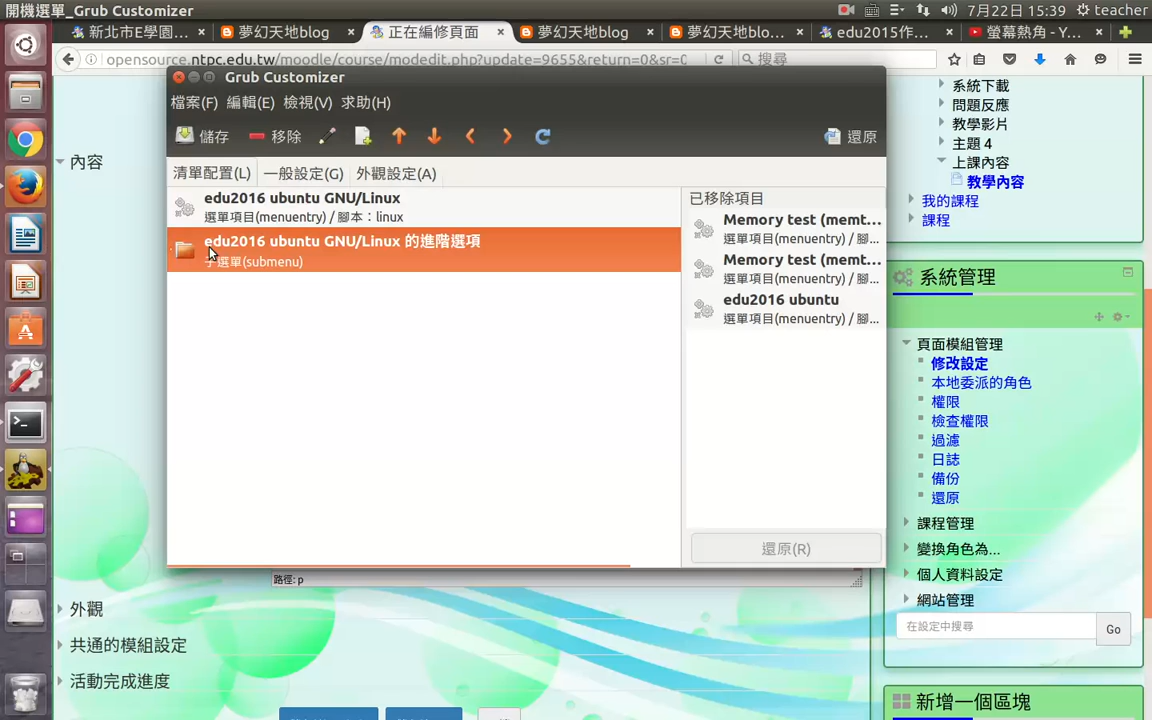 開機選單_Grub Customizer
7月22日 15:39 teacher
新北市E學園... × 夢幻天地blog × 正在編修頁面 × 夢幻天地blog × 夢幻天地bl... × edu2015作... × 螢幕熱角 - Y... ×
opensource.ntpc.edu.tw/moodle/course/modedit.php?update=9655&return=0&sr=
搜尋
Grub Customizer
檔案(F) 編輯(E) 檢視(V) 求助(H)
儲存 移除 還原
清單配置(L) 一般設定(G) 外觀設定(A)
edu2016 ubuntu GNU/Linux
選單項目(menuentry) / 腳本：linux
edu2016 ubuntu GNU/Linux 的進階選項
子選單(submenu)
已移除項目
Memory test (memt...
選單項目(menuentry) / 腳...
Memory test (memt...
選單項目(menuentry) / 腳...
edu2016 ubuntu
選單項目(menuentry) / 腳...
還原(R)
內容
路徑: p
外觀
共通的模組設定
活動完成進度
系統下載
問題反應
教學影片
主題 4
上課內容
教學內容
我的課程
課程
系統管理
頁面模組管理
修改設定
本地委派的角色
權限
檢查權限
過濾
日誌
備份
還原
課程管理
變換角色為...
個人資料設定
網站管理
在設定中搜尋 Go
新增一個區塊